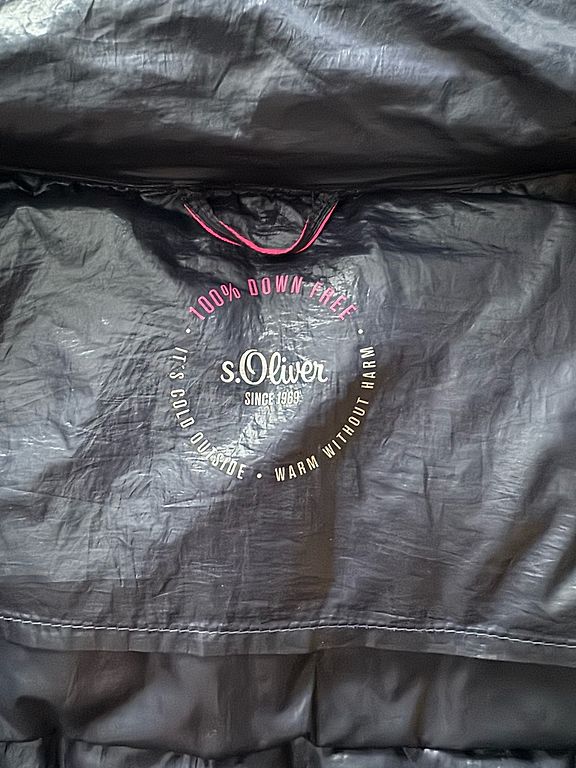 100% DOWN FREE
s.Oliver
SINCE 1969
IT'S COLD OUTSIDE • WARM WITHOUT HARM